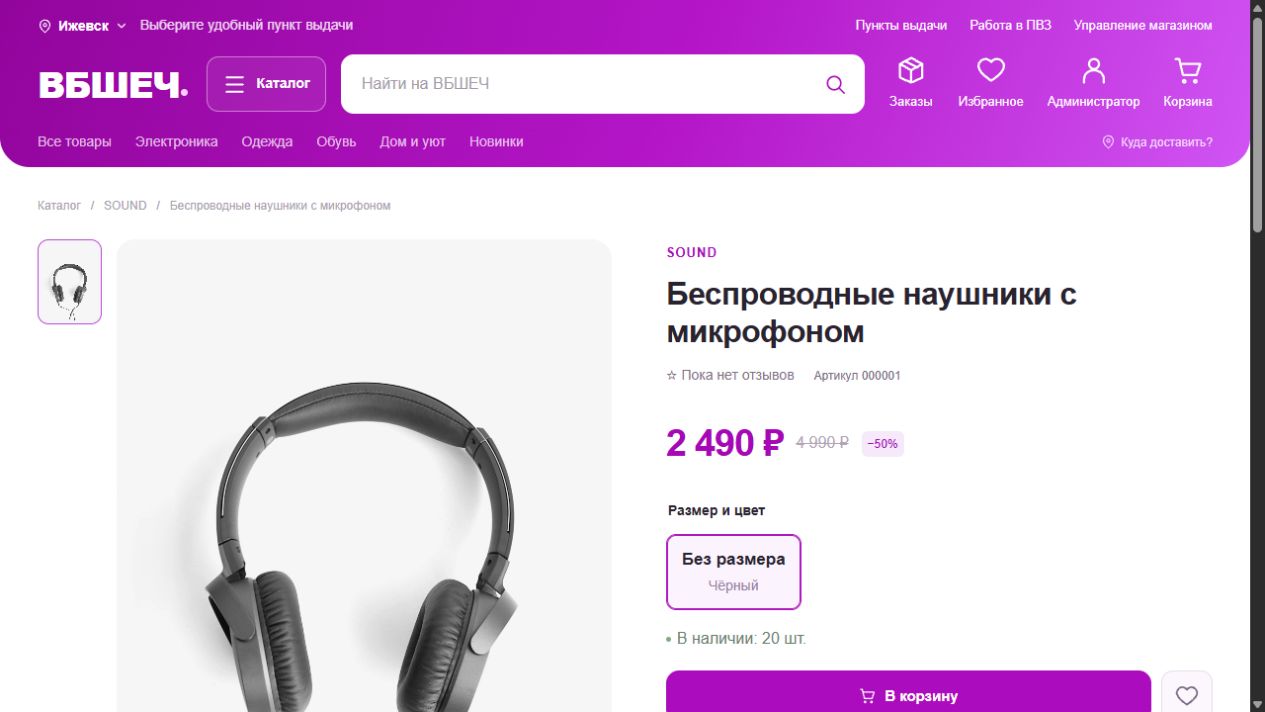 Ижевск
Выберите удобный пункт выдачи
Пункты выдачи
Работа в ПВЗ
Управление магазином
ВБШЕЧ.
Каталог
Найти на ВБШЕЧ
Заказы
Избранное
Администратор
Корзина
Все товары
Электроника
Одежда
Обувь
Дом и уют
Новинки
Куда доставить?
Каталог / SOUND / Беспроводные наушники с микрофоном
SOUND
Беспроводные наушники с
микрофоном
☆ Пока нет отзывов
Артикул 000001
2 490 ₽ 4 990 ₽ −50%
Размер и цвет
Без размера
Чёрный
• В наличии: 20 шт.
В корзину